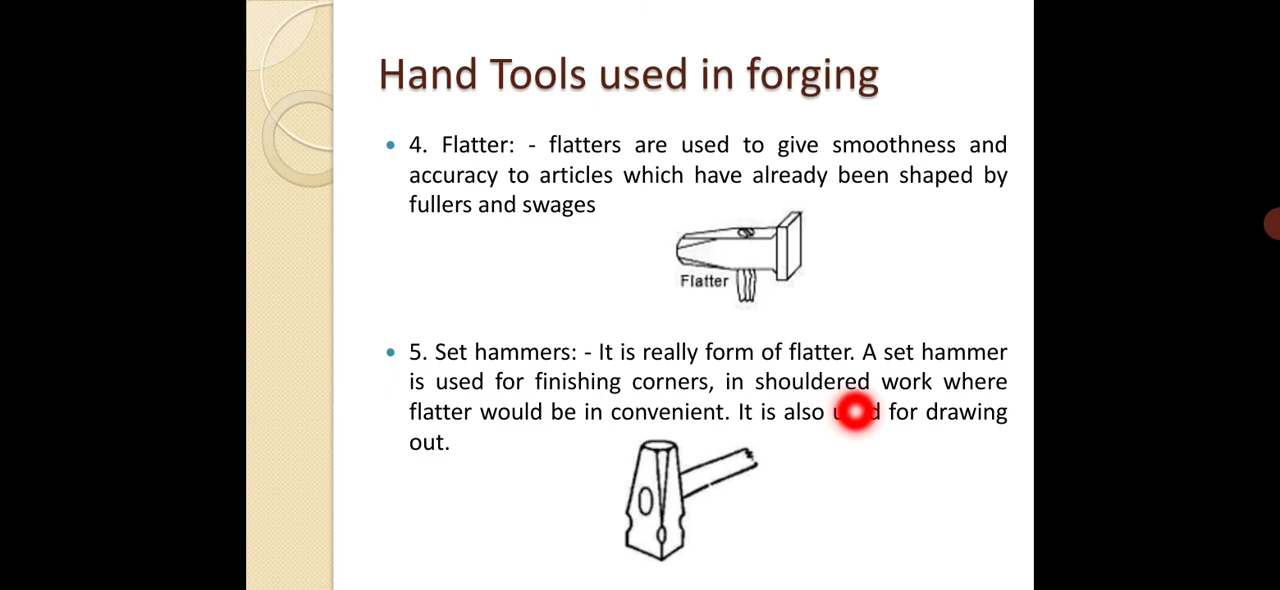 Hand Tools used in forging
4. Flatter: - flatters are used to give smoothness and
accuracy to articles which have already been shaped by
fullers and swages
Flatter
5. Set hammers: - It is really form of flatter. A set hammer
is used for finishing corners, in shouldered work where
flatter would be in convenient. It is also used for drawing
out.